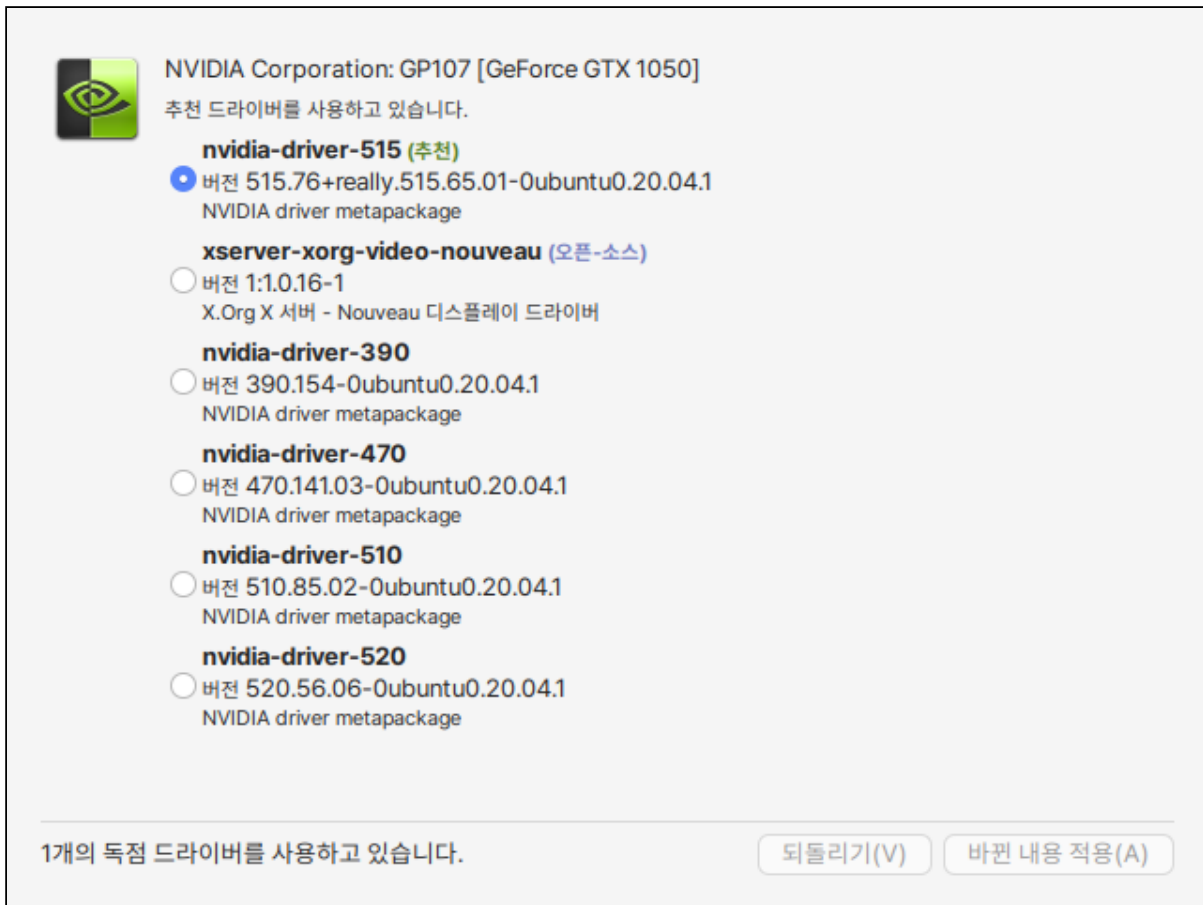 NVIDIA Corporation: GP107 [GeForce GTX 1050]
추천 드라이버를 사용하고 있습니다.
nvidia-driver-515 (추천)
버전 515.76+really.515.65.01-0ubuntu0.20.04.1
NVIDIA driver metapackage
xserver-xorg-video-nouveau (오픈-소스)
버전 1:1.0.16-1
X.Org X 서버 - Nouveau 디스플레이 드라이버
nvidia-driver-390
버전 390.154-0ubuntu0.20.04.1
NVIDIA driver metapackage
nvidia-driver-470
버전 470.141.03-0ubuntu0.20.04.1
NVIDIA driver metapackage
nvidia-driver-510
버전 510.85.02-0ubuntu0.20.04.1
NVIDIA driver metapackage
nvidia-driver-520
버전 520.56.06-0ubuntu0.20.04.1
NVIDIA driver metapackage
1개의 독점 드라이버를 사용하고 있습니다. 되돌리기(V) 바뀐 내용 적용(A)